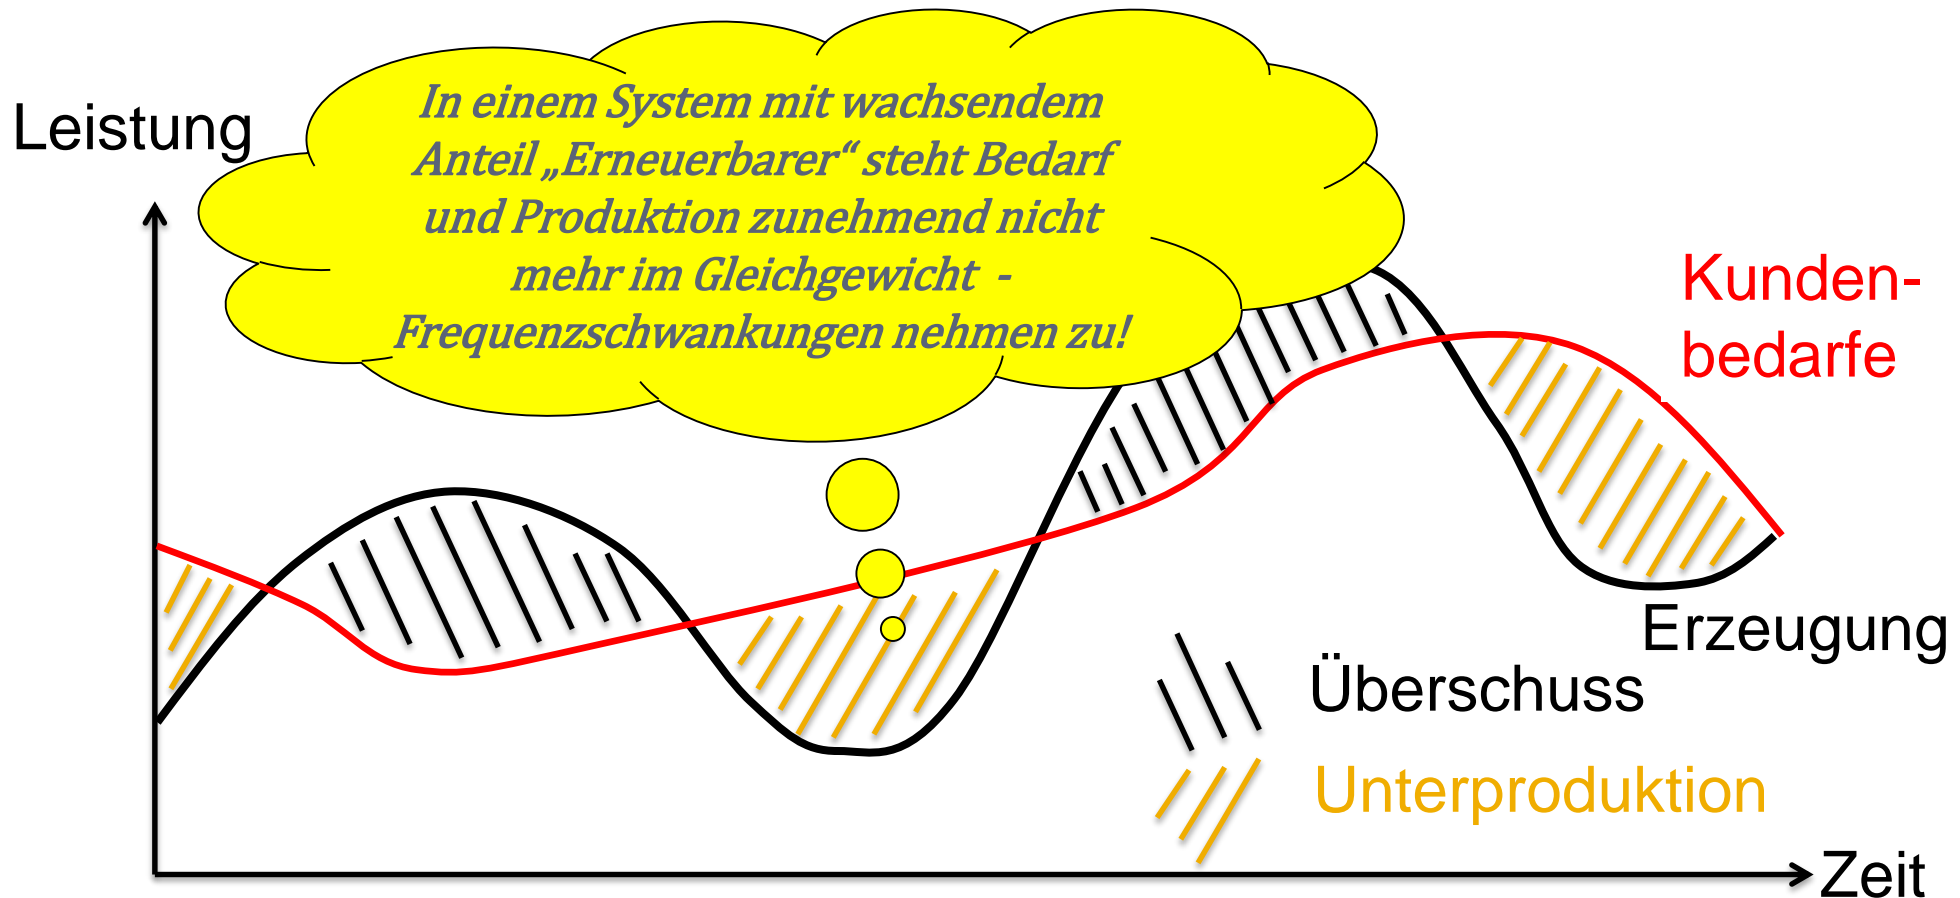 In einem System mit wachsendem
Anteil „Erneuerbarer“ steht Bedarf
und Produktion zunehmend nicht
mehr im Gleichgewicht -
Frequenzschwankungen nehmen zu!
Leistung
Kunden-
bedarfe
Erzeugung
Überschuss
Unterproduktion
Zeit